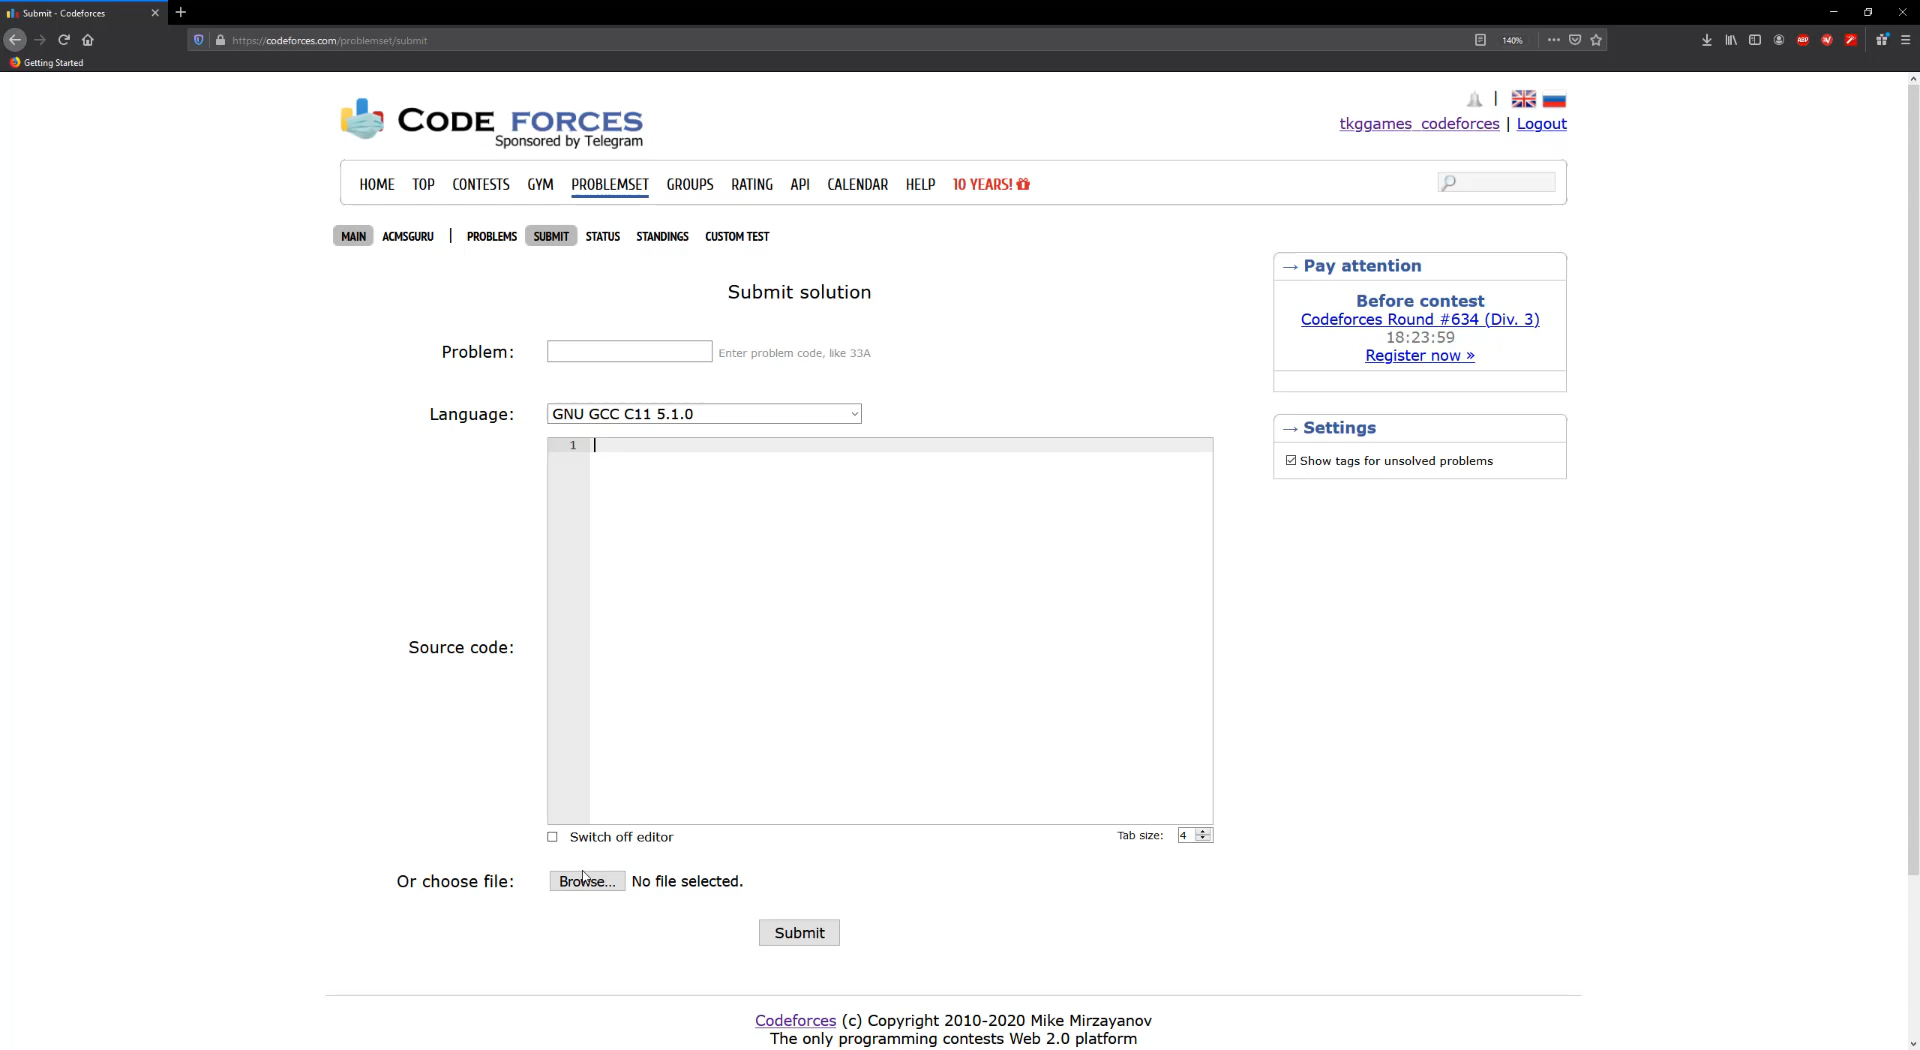 Submit - Codeforces
https://codeforces.com/problemset/submit
140%
Getting Started
CODE FORCES
Sponsored by Telegram
|
tkggames_codeforces | Logout
HOME TOP CONTESTS GYM PROBLEMSET GROUPS RATING API CALENDAR HELP 10 YEARS!
MAIN ACMSGURU | PROBLEMS SUBMIT STATUS STANDINGS CUSTOM TEST
→ Pay attention
Before contest
Codeforces Round #634 (Div. 3)
18:23:59
Register now »
→ Settings
Show tags for unsolved problems
Submit solution
Problem:
Enter problem code, like 33A
Language:
GNU GCC C11 5.1.0
1
Source code:
Switch off editor
Tab size: 4
Or choose file:
Browse... No file selected.
Submit
Codeforces (c) Copyright 2010-2020 Mike Mirzayanov
The only programming contests Web 2.0 platform